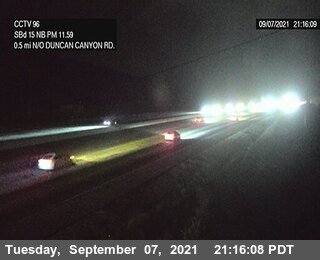 CCTV 96
SBd 15 NB PM 11.59
0.5 mi N/O DUNCAN CANYON RD.
09/07/2021 21:16:09
Tuesday, September 07, 2021 21:16:08 PDT